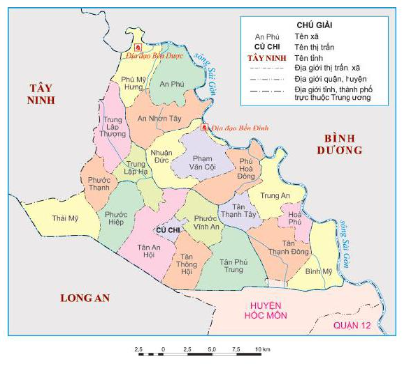 CHÚ GIẢI
An Phú Tên xã
CỦ CHI Tên thị trấn
TÂY NINH Tên tỉnh
Địa giới thị trấn xã
Địa giới quận, huyện
Địa giới tỉnh, thành phố
trực thuộc Trung ương
Địa đạo Bến Dược
sông Sài Gòn
Phú Mỹ
Hưng
An Phú
TÂY
NINH
Trung
Lập
Thượng
An Nhơn Tây
Địa đạo Bến Đình
BÌNH
DƯƠNG
Nhuận
Đức
Trung
Lập Hạ
Phạm
Văn Cội
Phú
Hoà
Đông
Phước
Thạnh
Trung An
Thái Mỹ
Phước
Hiệp
Phước
Vĩnh An
Tân
Thạnh Tây
Hoà
Phú
CỦ CHI
sông Sài Gòn
Tân An
Hội
Tân
Thông
Hội
Tân Phú
Trung
Tân
Thạnh Đông
Bình Mỹ
LONG AN
HUYỆN
HÓC MÔN
QUẬN 12
2,5 0 2,5 5,0 7,5 10 km